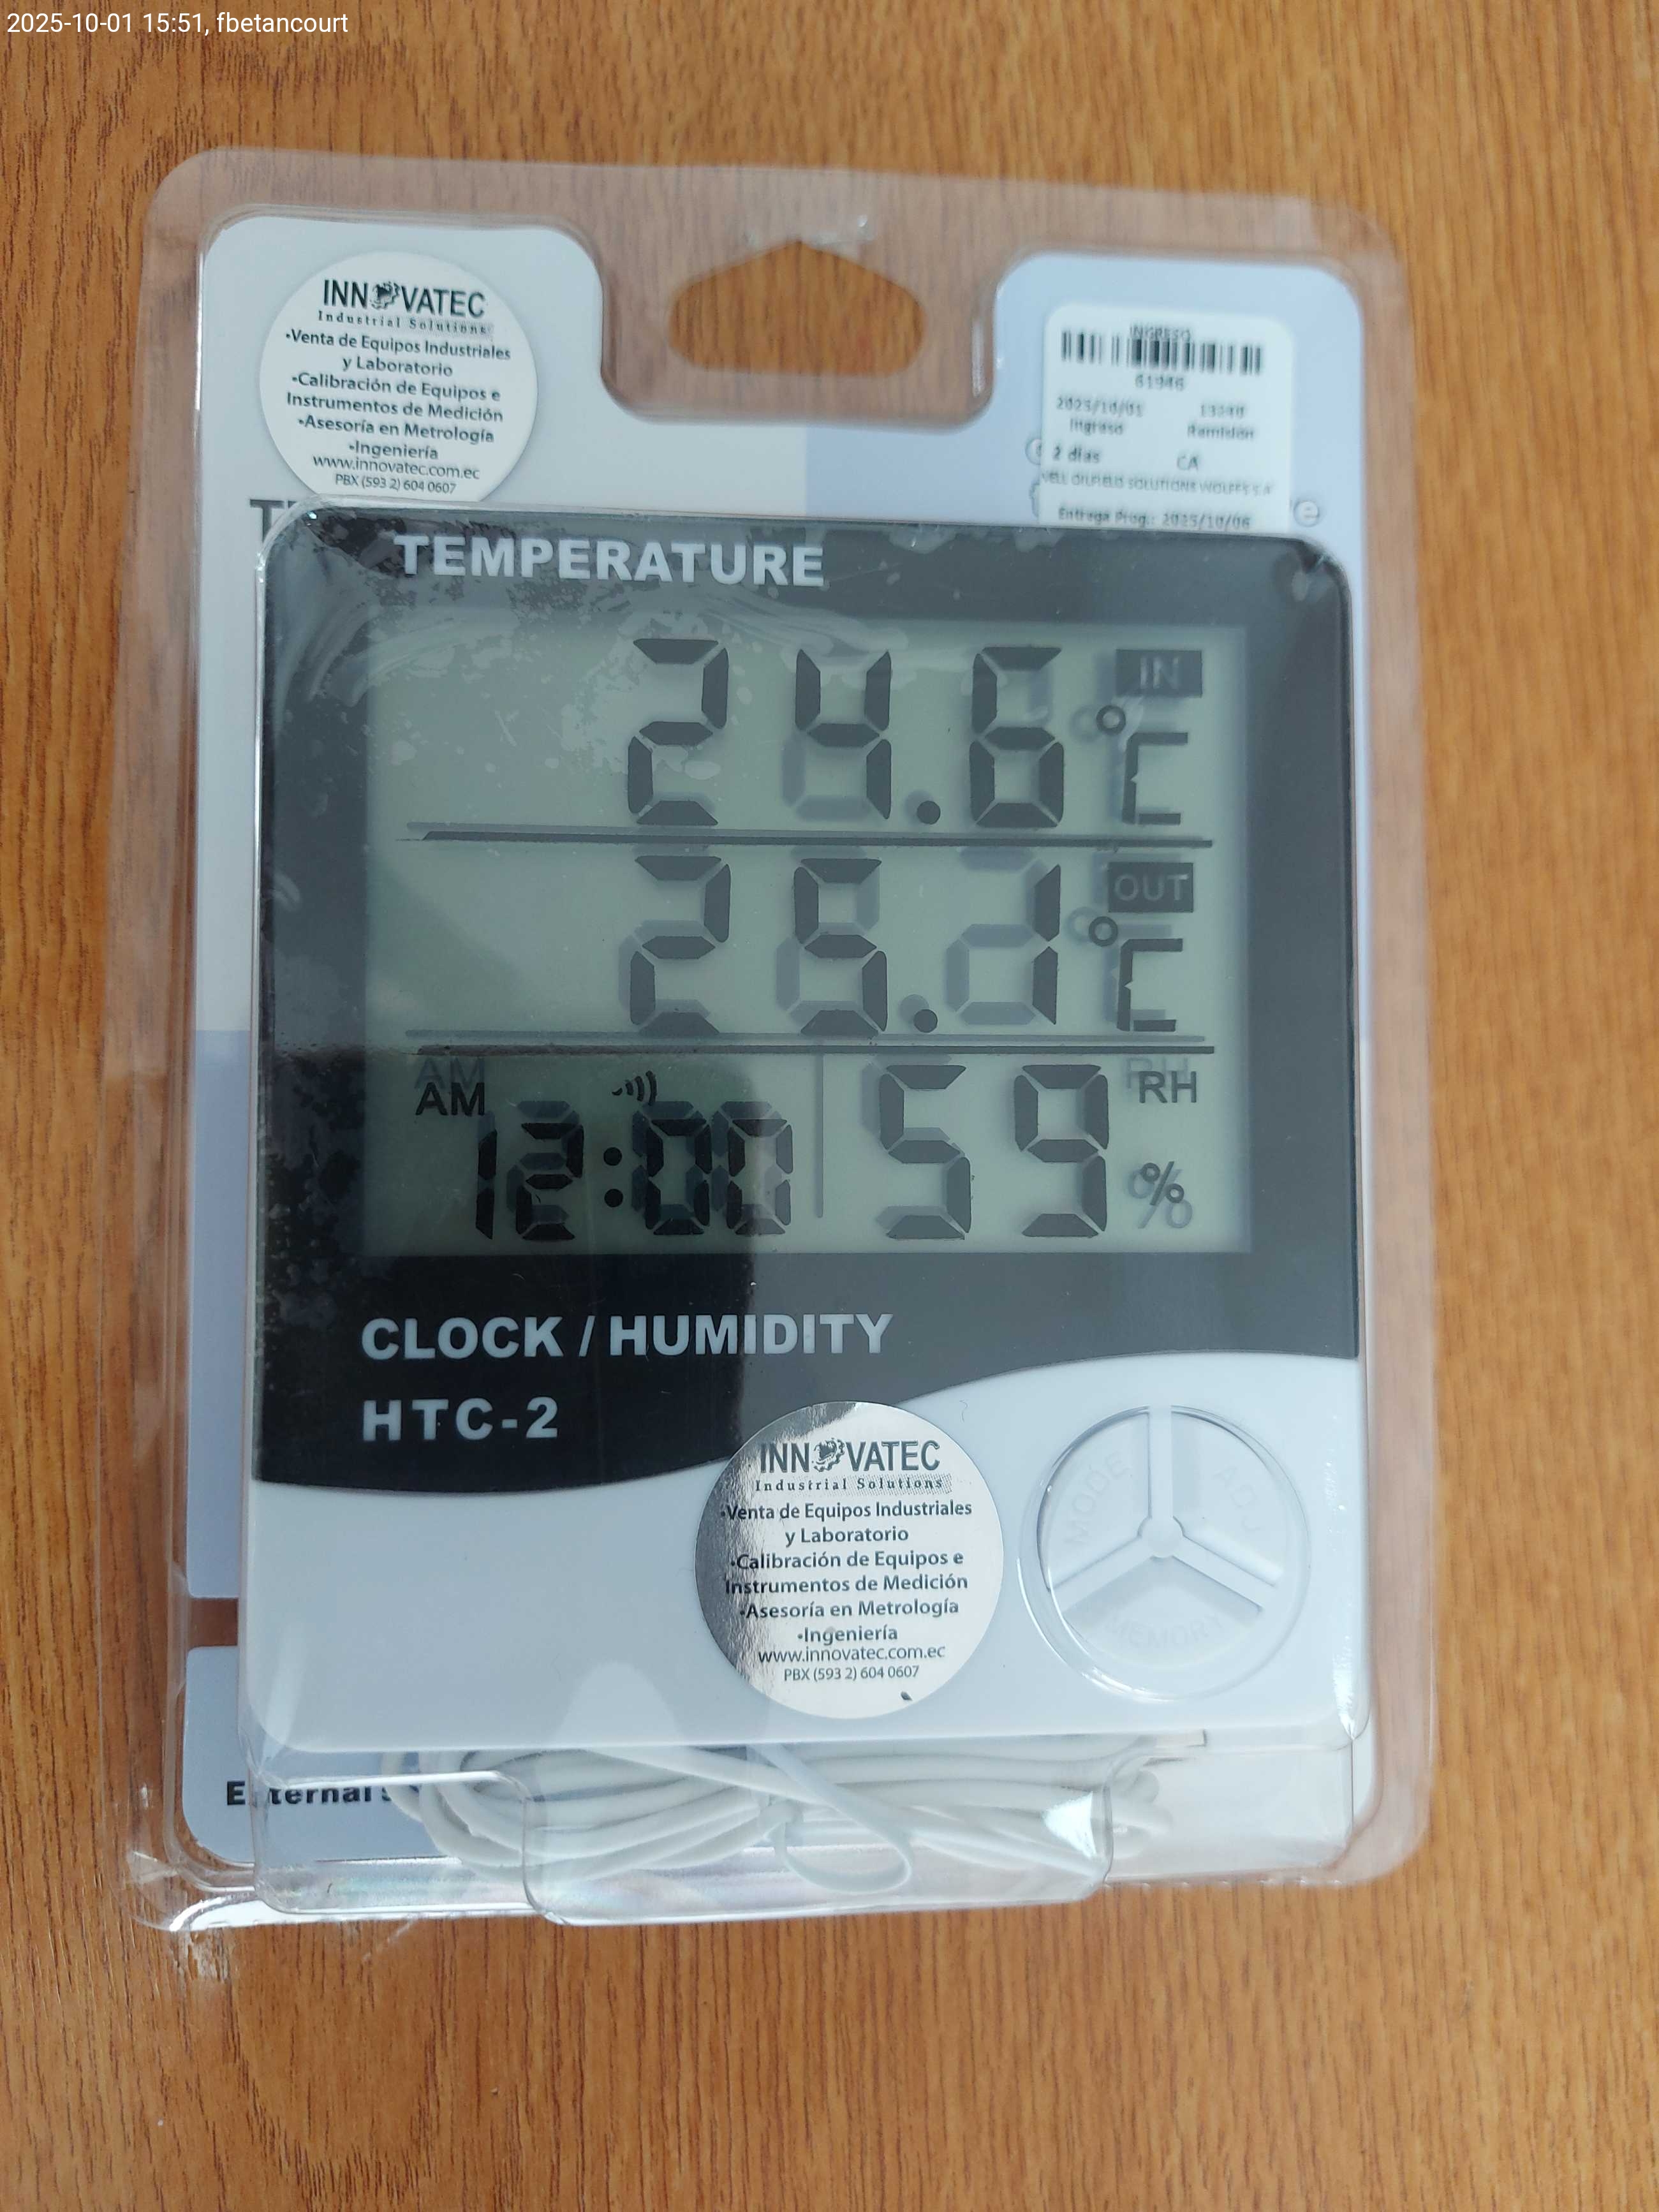 2025-10-01 15:51, fbetancourt
INNOVATEC
Industrial Solutions
•Venta de Equipos Industriales
y Laboratorio
•Calibración de Equipos e
Instrumentos de Medición
•Asesoría en Metrología
•Ingeniería
www.innovatec.com.ec
PBX (593 2) 604 0607
INGRESO
61946
2025/10/01
Ingreso Remisión
2 días CA
Entrega Prog.: 2025/10/06
TEMPERATURE
24.6 °C IN
25.1 °C OUT
AM 12:00 59 RH %
CLOCK / HUMIDITY
HTC-2
INNOVATEC
Industrial Solutions
•Venta de Equipos Industriales
y Laboratorio
•Calibración de Equipos e
Instrumentos de Medición
•Asesoría en Metrología
•Ingeniería
www.innovatec.com.ec
PBX (593 2) 604 0607
MODE
MEMORY